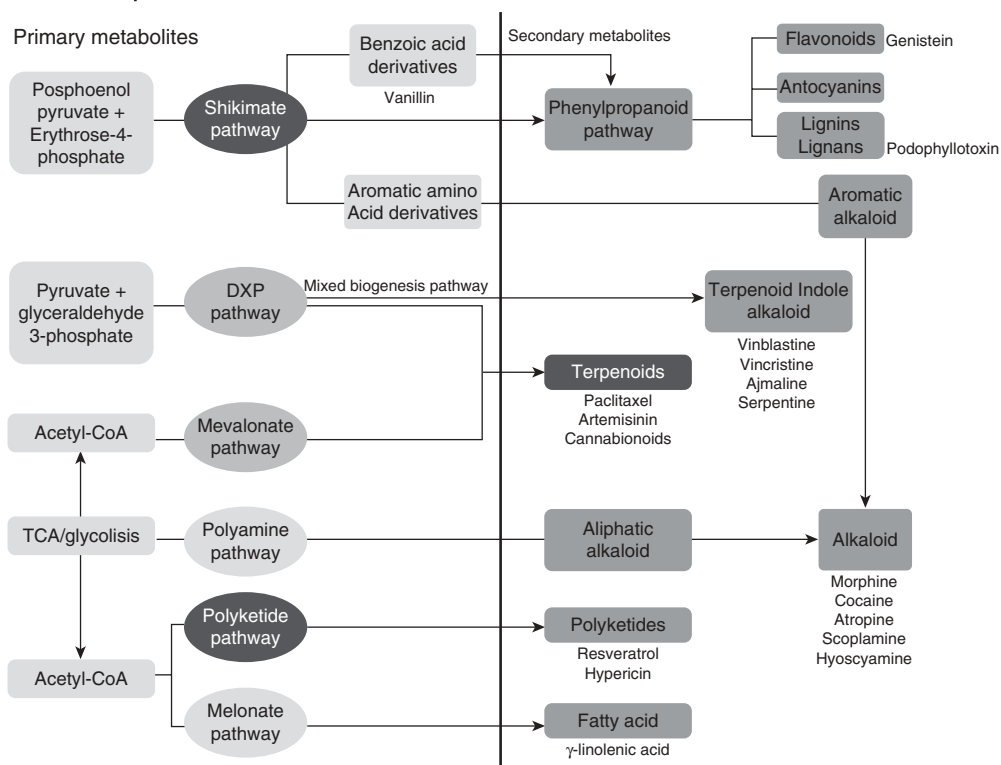 Primary metabolites
Secondary metabolites
Posphoenol
pyruvate +
Erythrose-4-
phosphate
Shikimate
pathway
Benzoic acid
derivatives
Vanillin
Phenylpropanoid
pathway
Flavonoids
Genistein
Antocyanins
Lignins
Lignans
Podophyllotoxin
Aromatic amino
Acid derivatives
Aromatic
alkaloid
Pyruvate +
glyceraldehyde
3-phosphate
DXP
pathway
Mixed biogenesis pathway
Terpenoid Indole
alkaloid
Vinblastine
Vincristine
Ajmaline
Serpentine
Terpenoids
Paclitaxel
Artemisinin
Cannabionoids
Acetyl-CoA
Mevalonate
pathway
TCA/glycolisis
Polyamine
pathway
Aliphatic
alkaloid
Alkaloid
Morphine
Cocaine
Atropine
Scoplamine
Hyoscyamine
Polyketide
pathway
Polyketides
Resveratrol
Hypericin
Acetyl-CoA
Melonate
pathway
Fatty acid
γ-linolenic acid